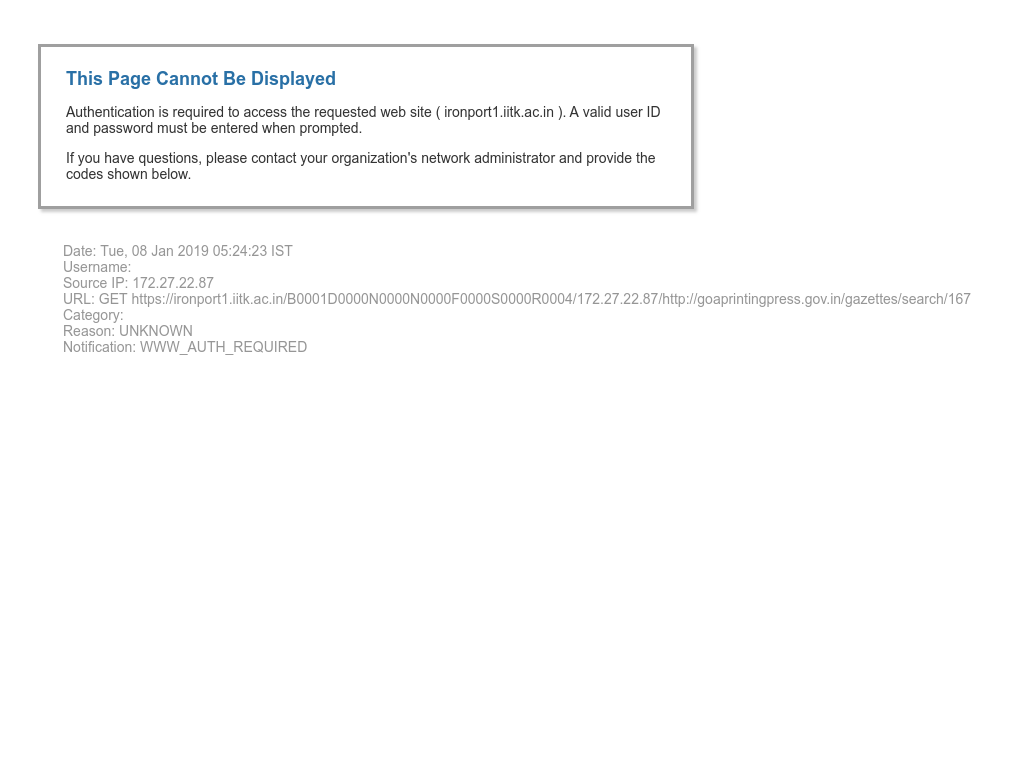 This Page Cannot Be Displayed
Authentication is required to access the requested web site ( ironport1.iitk.ac.in ). A valid user ID
and password must be entered when prompted.
If you have questions, please contact your organization's network administrator and provide the
codes shown below.
Date: Tue, 08 Jan 2019 05:24:23 IST
Username:
Source IP: 172.27.22.87
URL: GET https://ironport1.iitk.ac.in/B0001D0000N0000N0000F0000S0000R0004/172.27.22.87/http://goaprintingpress.gov.in/gazettes/search/167
Category:
Reason: UNKNOWN
Notification: WWW_AUTH_REQUIRED